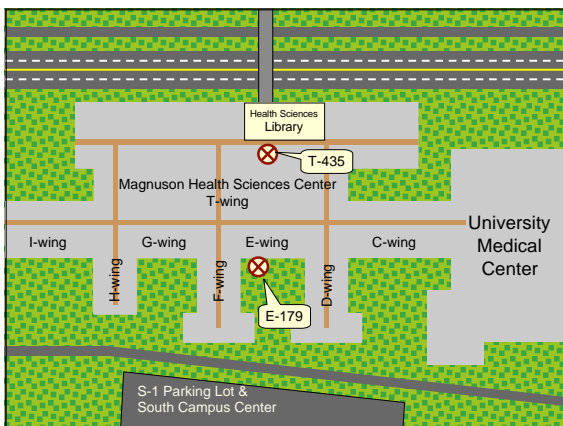 Health Sciences
Library
T-435
Magnuson Health Sciences Center
T-wing
University
Medical
Center
I-wing
G-wing
E-wing
C-wing
H-wing
F-wing
D-wing
E-179
S-1 Parking Lot &
South Campus Center